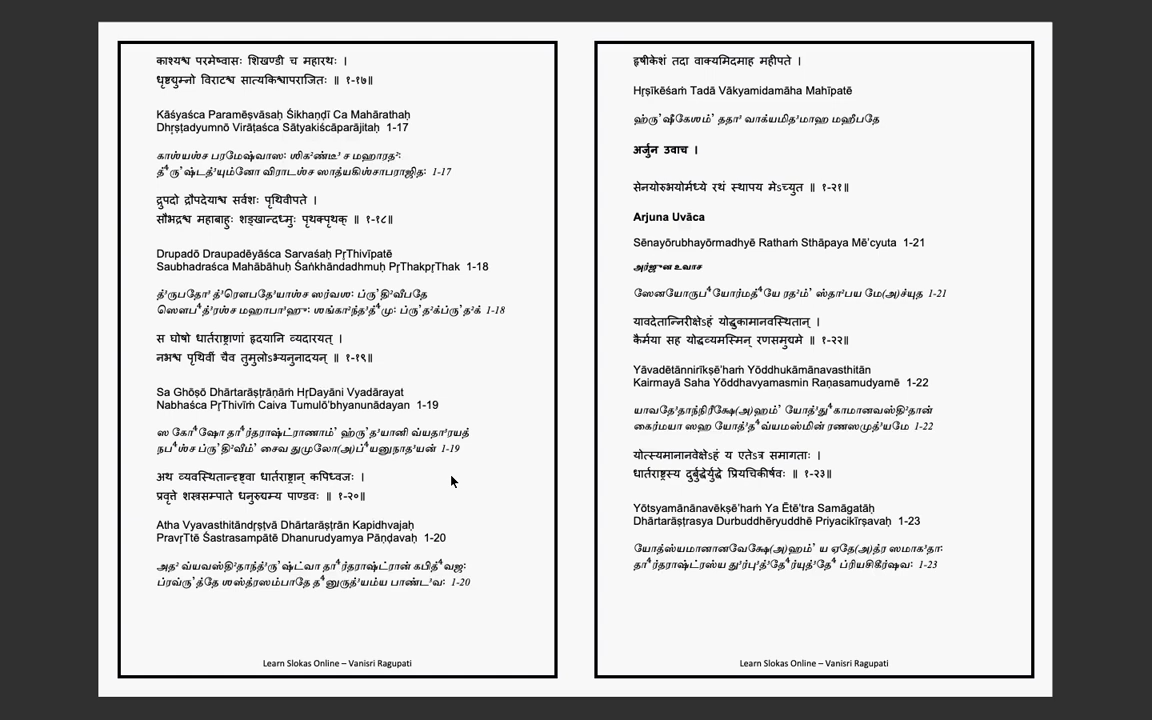 काश्यश्च परमेष्वासः शिखण्डी च महारथः ।
धृष्टद्युम्नो विराटश्च सात्यकिश्चापराजितः ॥ १-१७॥
Kāśyaśca Paramēṣvāsaḥ Śikhaṇḍī Ca Mahārathaḥ
Dhṛṣṭadyumnō Virāṭaśca Sātyakiścāparājitaḥ 1-17
காஶ்யஶ்ச பரமேஷ்வாஸ: ஶிக²ண்டீ³ ச மஹாரத²:
த்⁴ரு’ஷ்டத்³யும்னோ விராடஶ்ச ஸாத்யகிஶ்சாபராஜித: 1-17
द्रुपदो द्रौपदेयाश्च सर्वशः पृथिवीपते ।
सौभद्रश्च महाबाहुः शङ्खान्दध्मुः पृथक्पृथक् ॥ १-१८॥
Drupadō Draupadēyāśca Sarvaśaḥ PṛThivīpatē
Saubhadraśca Mahābāhuḥ Śaṅkhāndadhmuḥ PṛThakpṛThak 1-18
த்³ருபதோ³ த்³ரௌபதே³யாஶ்ச ஸர்வஶ: ப்ரு’தி²வீபதே
ஸௌப⁴த்³ரஶ்ச மஹாபா³ஹு: ஶங்கா²ந்த³த்⁴மு: ப்ரு’த²க்ப்ரு’த²க் 1-18
स घोषो धार्तराष्ट्राणां हृदयानि व्यदारयत् ।
नभश्च पृथिवीं चैव तुमुलोऽभ्यनुनादयन् ॥ १-१९॥
Sa Ghōṣō Dhārtarāṣṭrāṇāṁ HṛDayāni Vyadārayat
Nabhaśca PṛThivīṁ Caiva Tumulō’bhyanunādayan 1-19
ஸ கோ⁴ஷோ தா⁴ர்தராஷ்ட்ராணாம்’ ஹ்ரு’த³யானி வ்யதா³ரயத்
நப⁴ஶ்ச ப்ரு’தி²வீம்’ சைவ துமுலோ(அ)ப்⁴யனுநாத³யன் 1-19
अथ व्यवस्थितान्दृष्ट्वा धार्तराष्ट्रान् कपिध्वजः ।
प्रवृत्ते शस्त्रसम्पाते धनुरुद्यम्य पाण्डवः ॥ १-२०॥
Atha Vyavasthitāndṛṣṭvā Dhārtarāṣṭrān Kapidhvajaḥ
PravṛTtē Śastrasampātē Dhanurudyamya Pāṇḍavaḥ 1-20
அத² வ்யவஸ்தி²தாந்த்³ரு’ஷ்ட்வா தா⁴ர்தராஷ்ட்ரான் கபித்⁴வஜ:
ப்ரவ்ரு’த்தே ஶஸ்த்ரஸம்பாதே த⁴னுருத்³யம்ய பாண்ட³வ: 1-20
Learn Slokas Online – Vanisri Ragupati
हृषीकेशं तदा वाक्यमिदमाह महीपते ।
Hṛṣīkēśaṁ Tadā Vākyamidamāha Mahīpatē
ஹ்ரு’ஷீகேஶம்’ ததா³ வாக்யமித³மாஹ மஹீபதே
अर्जुन उवाच ।
सेनयोरुभयोर्मध्ये रथं स्थापय मेऽच्युत ॥ १-२१॥
Arjuna Uvāca
Sēnayōrubhayōrmadhyē Rathaṁ Sthāpaya Mē’cyuta 1-21
அர்ஜுன உவாச
ஸேனயோருப⁴யோர்மத்⁴யே ரத²ம்’ ஸ்தா²பய மே(அ)ச்யுத 1-21
यावदेतान्निरीक्षेऽहं योद्धुकामानवस्थितान् ।
कैर्मया सह योद्धव्यमस्मिन् रणसमुद्यमे ॥ १-२२॥
Yāvadētānnirīkṣē’haṁ Yōddhukāmānavasthitān
Kairmayā Saha Yōddhavyamasmin Raṇasamudyamē 1-22
யாவதே³தாந்நிரீக்ஷே(அ)ஹம்’ யோத்³து⁴காமானவஸ்தி²தான்
கைர்மயா ஸஹ யோத்³த⁴வ்யமஸ்மின் ரணஸமுத்³யமே 1-22
योत्स्यमानानवेक्षेऽहं य एतेऽत्र समागताः ।
धार्तराष्ट्रस्य दुर्बुद्धेर्युद्धे प्रियचिकीर्षवः ॥ १-२३॥
Yōtsyamānānavēkṣē’haṁ Ya Ētē’tra Samāgatāḥ
Dhārtarāṣṭrasya Durbuddhēryuddhē Priyacikīrṣavaḥ 1-23
யோத்ஸ்யமானானவேக்ஷே(அ)ஹம்’ ய ஏதே(அ)த்ர ஸமாக³தா:
தா⁴ர்தராஷ்ட்ரஸ்ய து³ர்பு³த்³தே⁴ர்யுத்³தே⁴ ப்ரியசிகீர்ஷவ: 1-23
Learn Slokas Online – Vanisri Ragupati